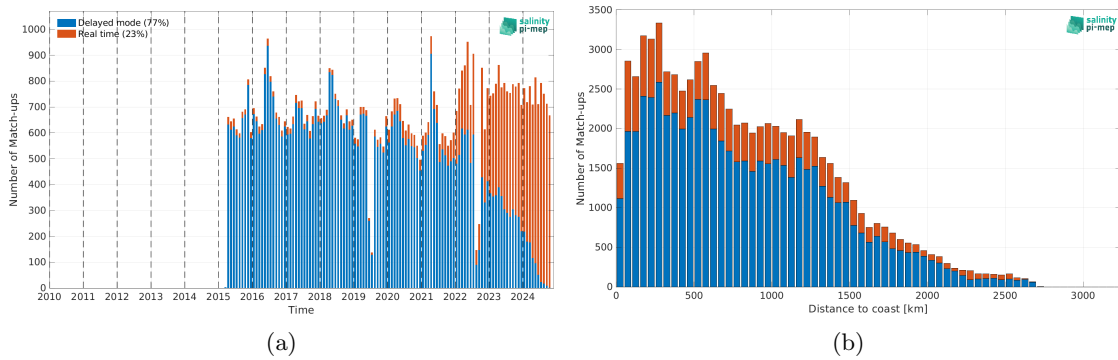 Delayed mode (77%)
Real time (23%)
salinity
pi-mep
Number of Match-ups
1000
900
800
700
600
500
400
300
200
100
0
2010 2011 2012 2013 2014 2015 2016 2017 2018 2019 2020 2021 2022 2023 2024
Time
(a)
salinity
pi-mep
Number of Match-ups
3500
3000
2500
2000
1500
1000
500
0
0 500 1000 1500 2000 2500 3000
Distance to coast [km]
(b)